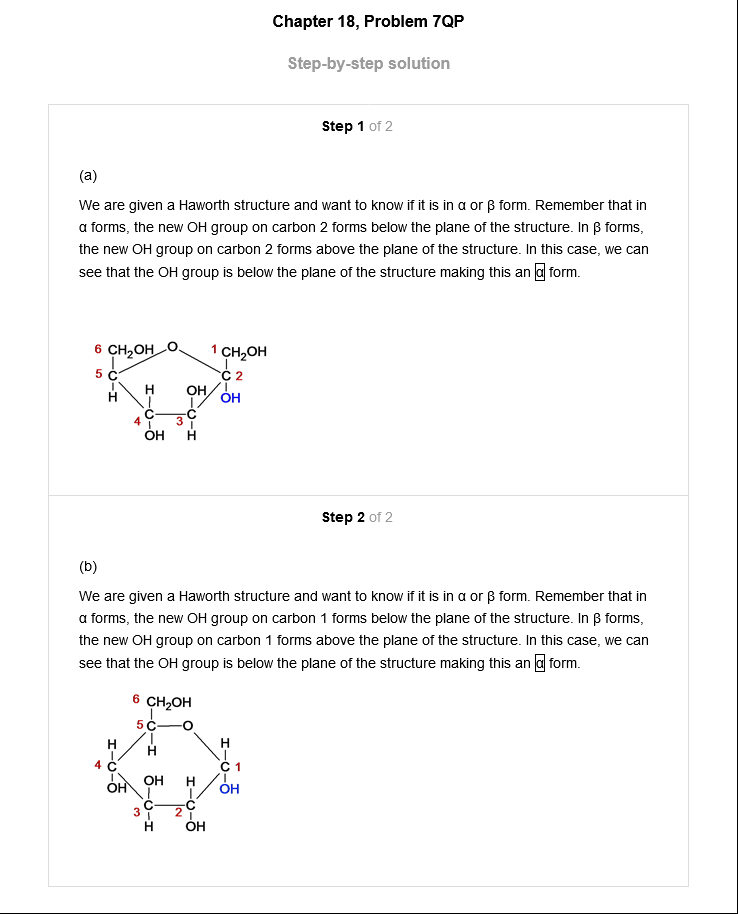 Chapter 18, Problem 7QP
Step-by-step solution
Step 1 of 2
(a)
We are given a Haworth structure and want to know if it is in α or β form. Remember that in
α forms, the new OH group on carbon 2 forms below the plane of the structure. In β forms,
the new OH group on carbon 2 forms above the plane of the structure. In this case, we can
see that the OH group is below the plane of the structure making this an α form.
6 CH₂OH O 1 CH₂OH
5 C C 2
H H OH OH
4 C 3 C
OH H
Step 2 of 2
(b)
We are given a Haworth structure and want to know if it is in α or β form. Remember that in
α forms, the new OH group on carbon 1 forms below the plane of the structure. In β forms,
the new OH group on carbon 1 forms above the plane of the structure. In this case, we can
see that the OH group is below the plane of the structure making this an α form.
6 CH₂OH
5 C O
H H H
4 C C 1
OH OH H OH
3 C 2 C
H OH